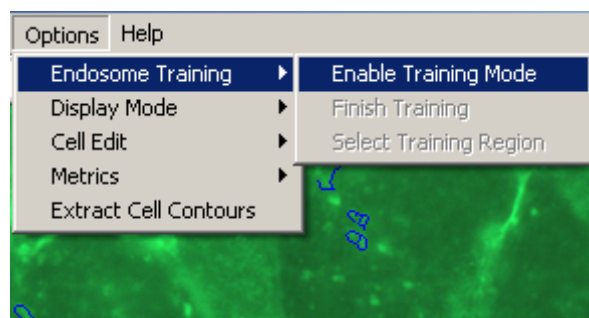 Options Help
Endosome Training
Enable Training Mode
Display Mode
Finish Training
Cell Edit
Select Training Region
Metrics
Extract Cell Contours